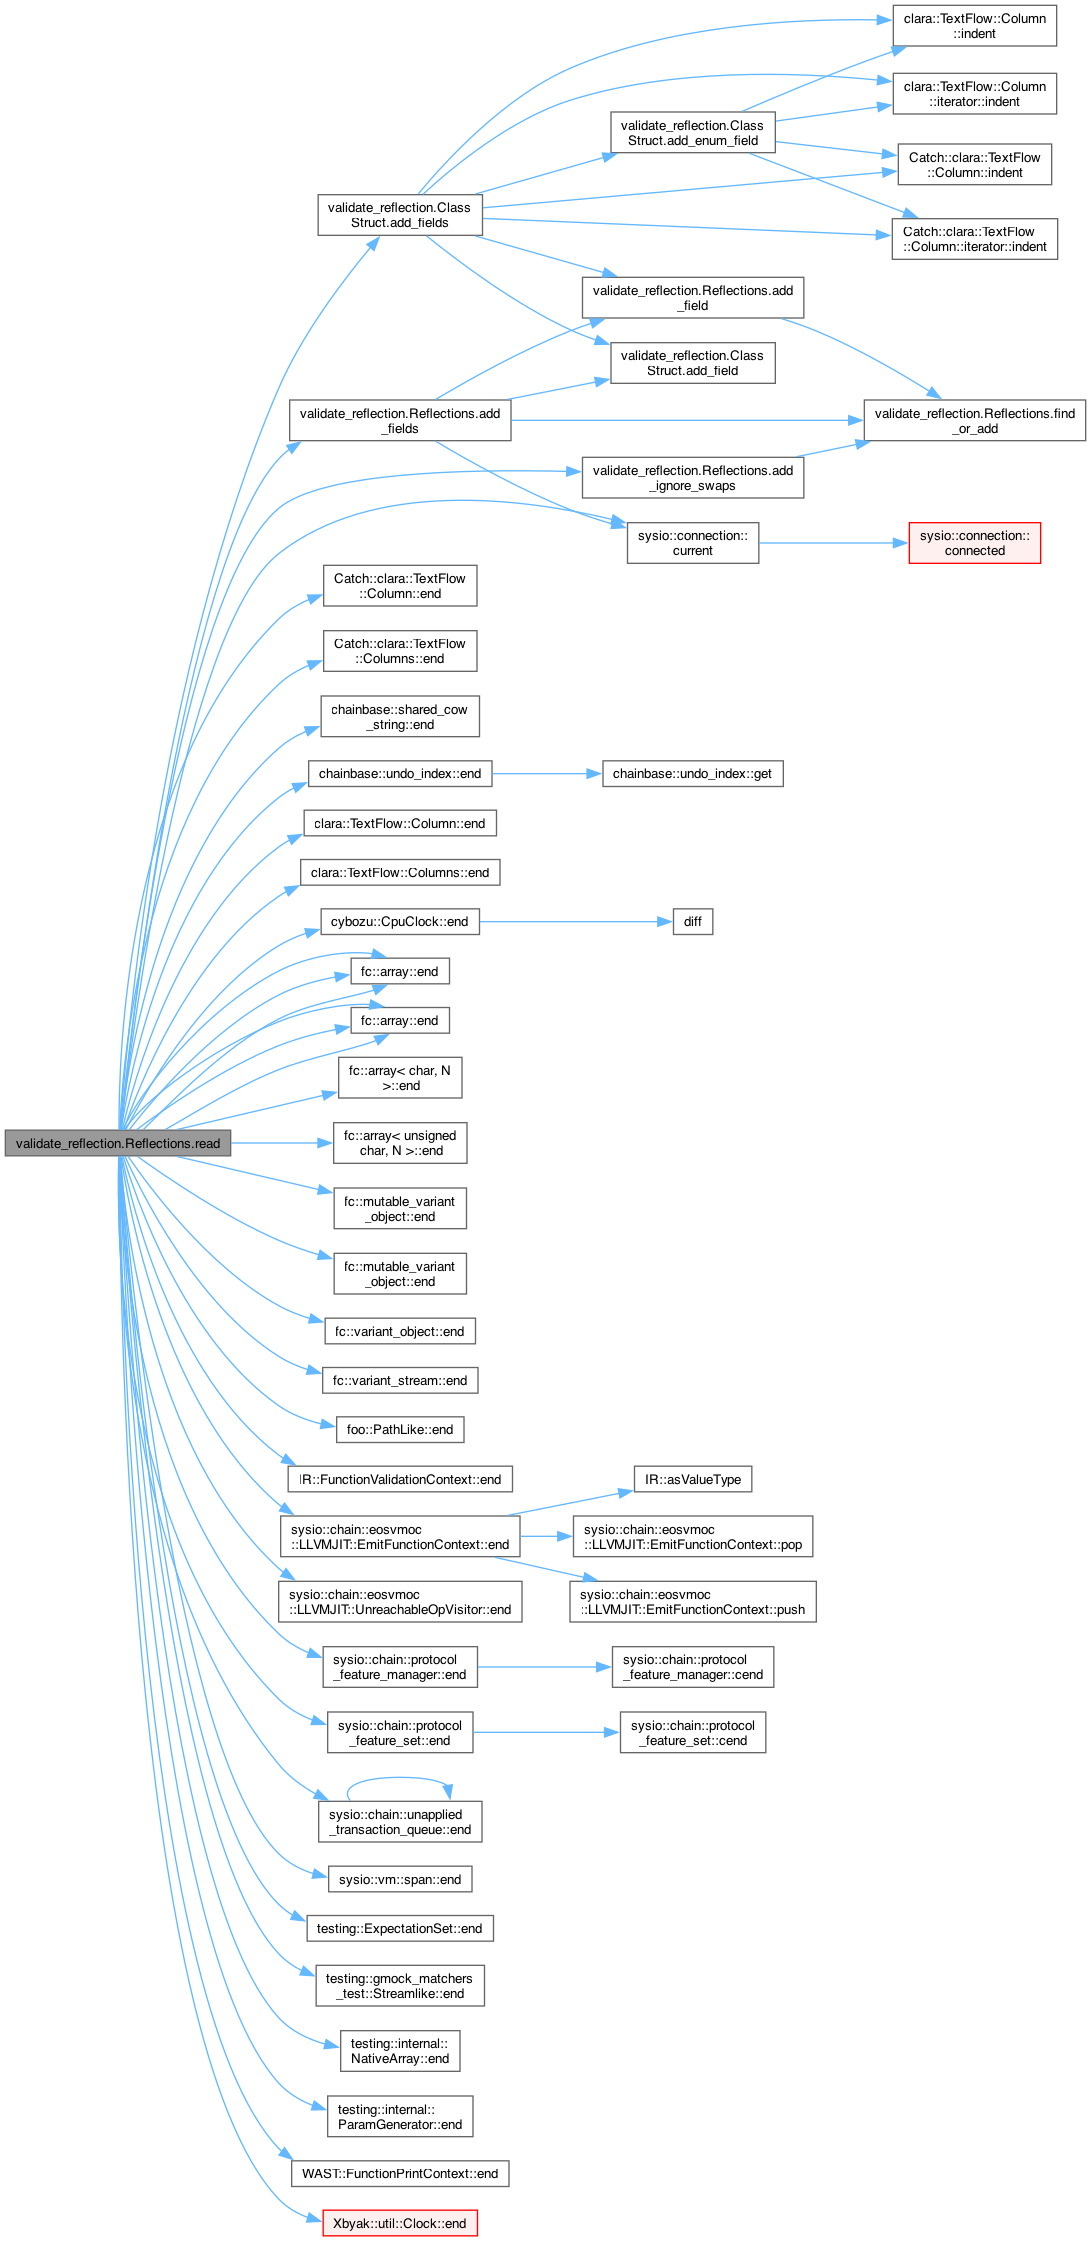 clara::TextFlow::Column
::indent
clara::TextFlow::Column
::iterator::indent
validate_reflection.Class
Struct.add_enum_field
Catch::clara::TextFlow
::Column::indent
validate_reflection.Class
Struct.add_fields
Catch::clara::TextFlow
::Column::iterator::indent
validate_reflection.Reflections.add
_field
validate_reflection.Class
Struct.add_field
validate_reflection.Reflections.add
_fields
validate_reflection.Reflections.find
_or_add
validate_reflection.Reflections.add
_ignore_swaps
sysio::connection::
current
sysio::connection::
connected
Catch::clara::TextFlow
::Column::end
Catch::clara::TextFlow
::Columns::end
chainbase::shared_cow
_string::end
chainbase::undo_index::end
chainbase::undo_index::get
clara::TextFlow::Column::end
clara::TextFlow::Columns::end
cybozu::CpuClock::end
diff
fc::array::end
fc::array::end
fc::array< char, N
>::end
validate_reflection.Reflections.read
fc::array< unsigned
char, N >::end
fc::mutable_variant
_object::end
fc::mutable_variant
_object::end
fc::variant_object::end
fc::variant_stream::end
foo::PathLike::end
IR::FunctionValidationContext::end
IR::asValueType
sysio::chain::eosvmoc
::LLVMJIT::EmitFunctionContext::end
sysio::chain::eosvmoc
::LLVMJIT::EmitFunctionContext::pop
sysio::chain::eosvmoc
::LLVMJIT::UnreachableOpVisitor::end
sysio::chain::eosvmoc
::LLVMJIT::EmitFunctionContext::push
sysio::chain::protocol
_feature_manager::end
sysio::chain::protocol
_feature_manager::cend
sysio::chain::protocol
_feature_set::end
sysio::chain::protocol
_feature_set::cend
sysio::chain::unapplied
_transaction_queue::end
sysio::vm::span::end
testing::ExpectationSet::end
testing::gmock_matchers
_test::Streamlike::end
testing::internal::
NativeArray::end
testing::internal::
ParamGenerator::end
WAST::FunctionPrintContext::end
Xbyak::util::Clock::end